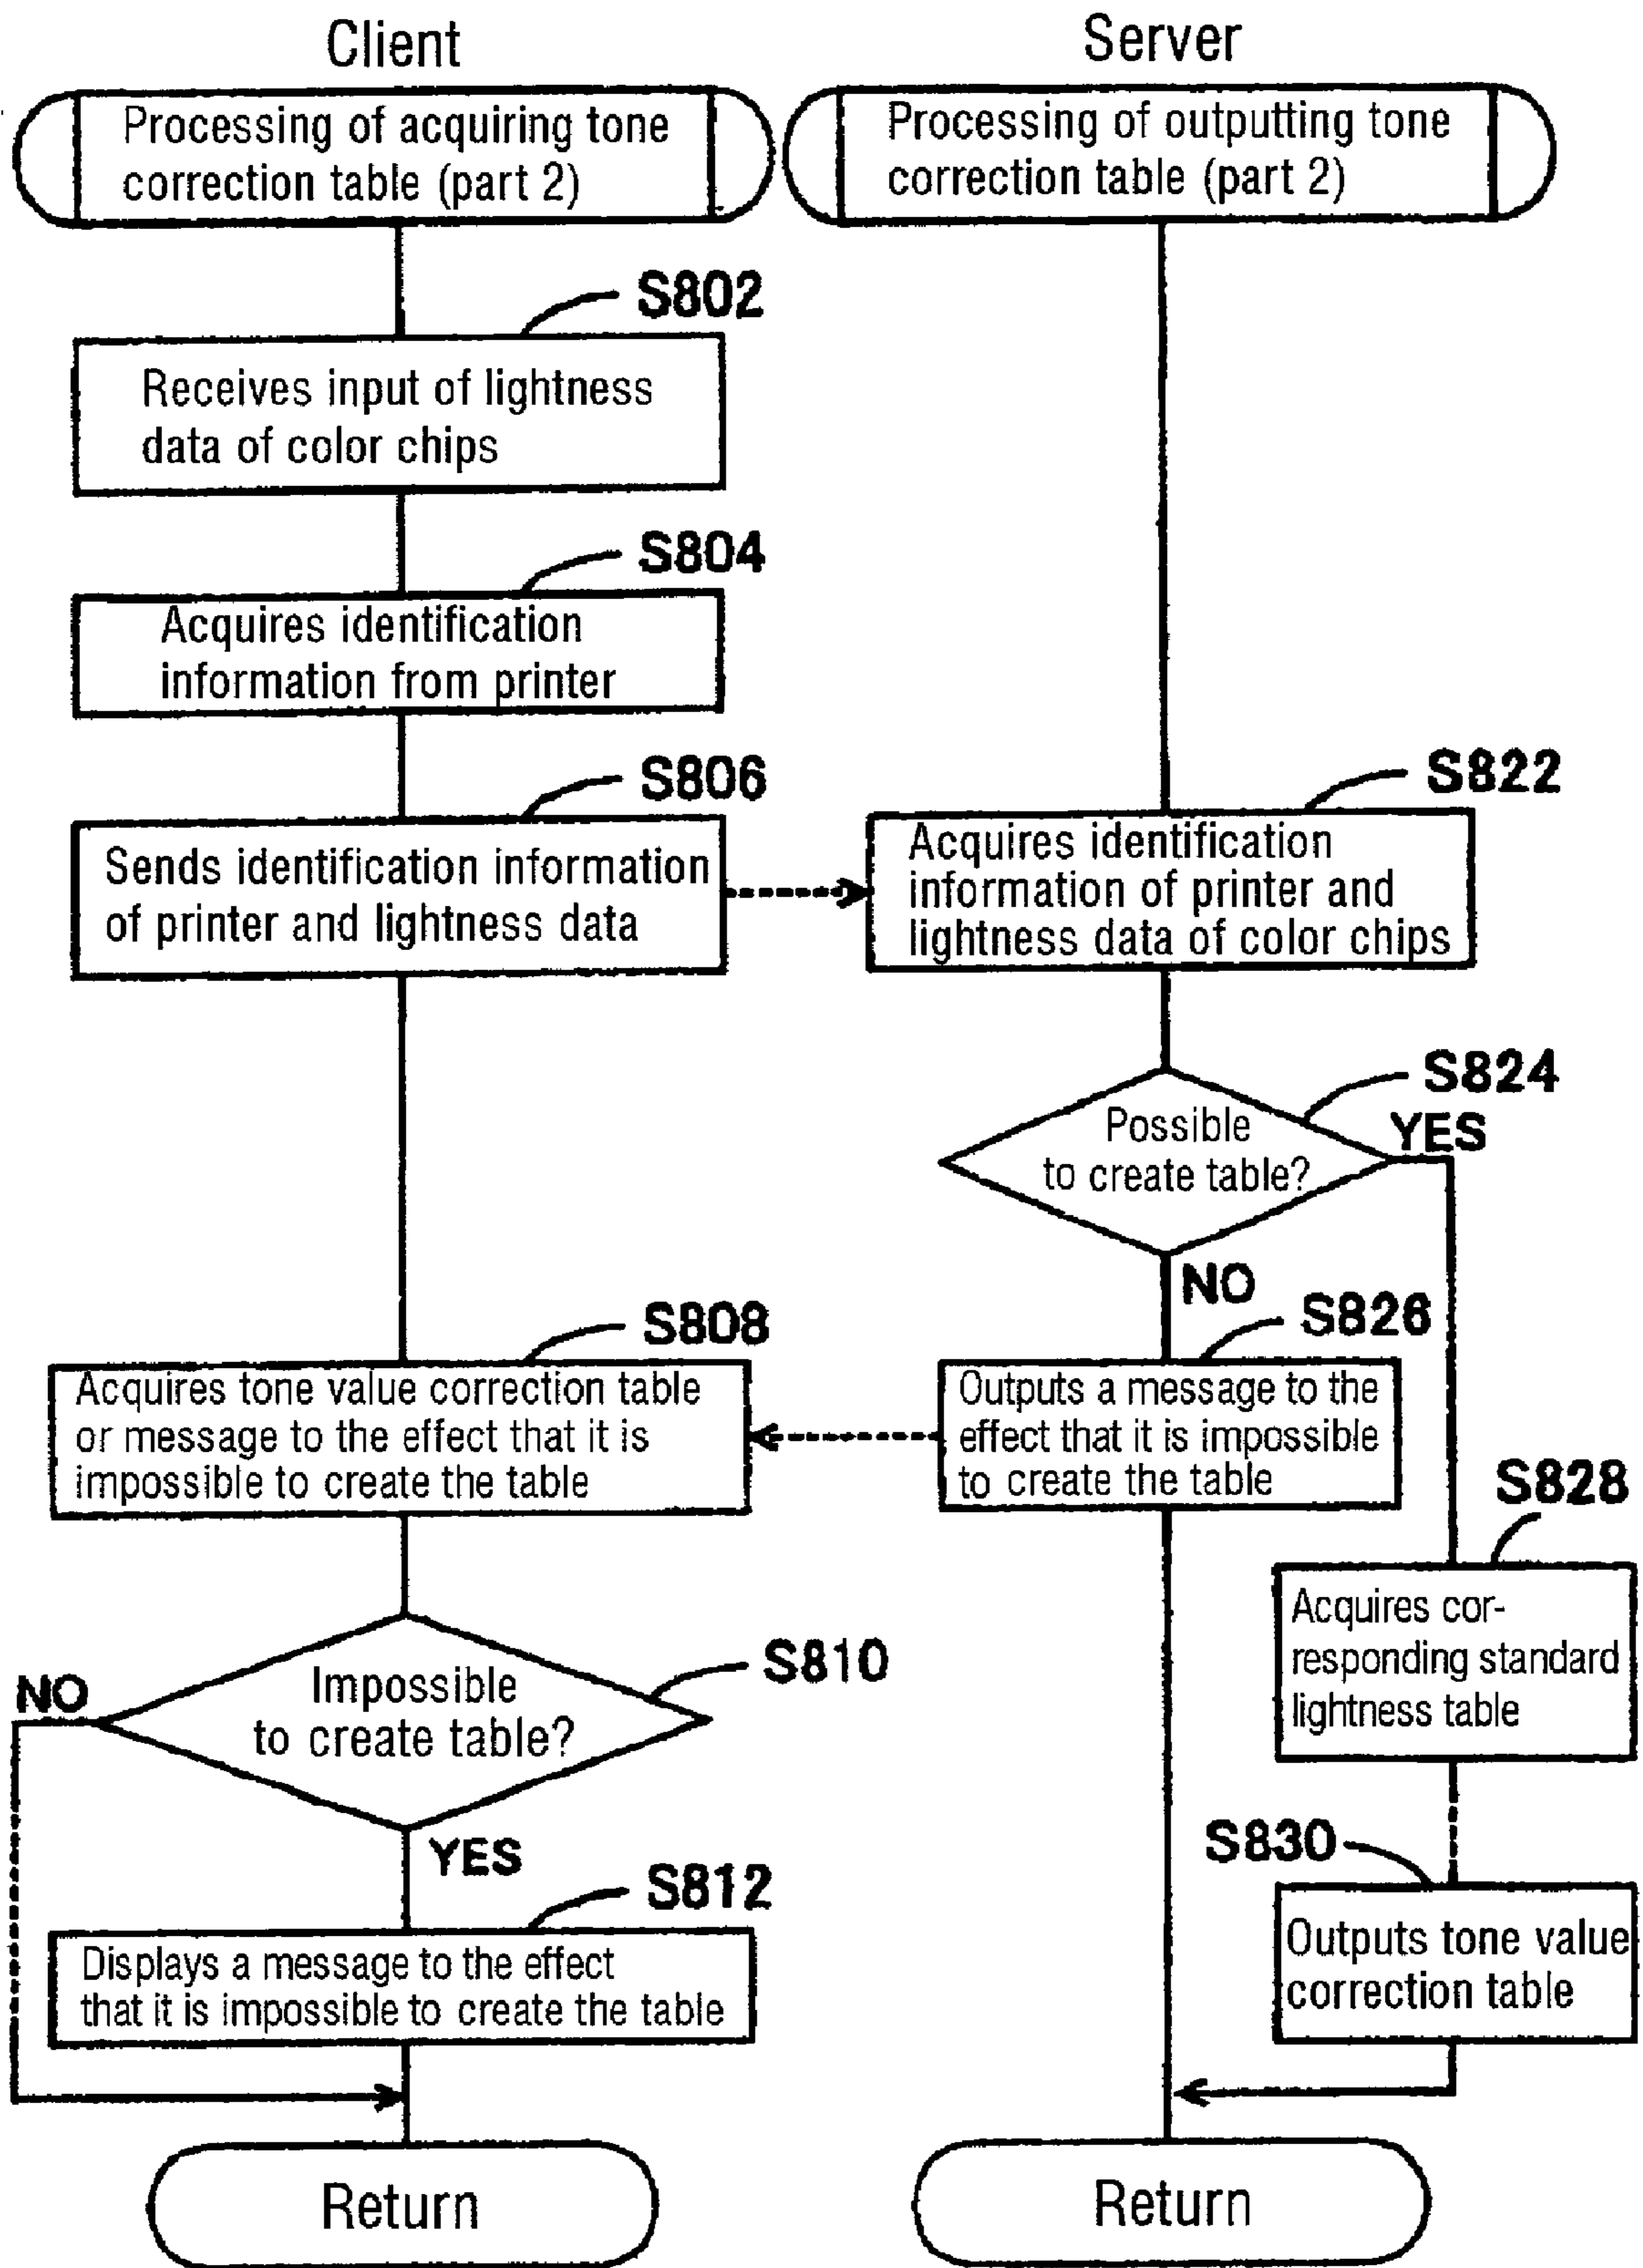 Client
Processing of acquiring tone
correction table (part 2)
S802
Receives input of lightness
data of color chips
S804
Acquires identification
information from printer
S806
Sends identification information
of printer and lightness data
S808
Acquires tone value correction table
or message to the effect that it is
impossible to create the table
S810
Impossible
to create table?
NO
YES
S812
Displays a message to the effect
that it is impossible to create the table
Return
Server
Processing of outputting tone
correction table (part 2)
S822
Acquires identification
information of printer and
lightness data of color chips
S824
Possible
to create table?
YES
NO
S826
Outputs a message to the
effect that it is impossible
to create the table
S828
Acquires cor-
responding standard
lightness table
S830
Outputs tone value
correction table
Return